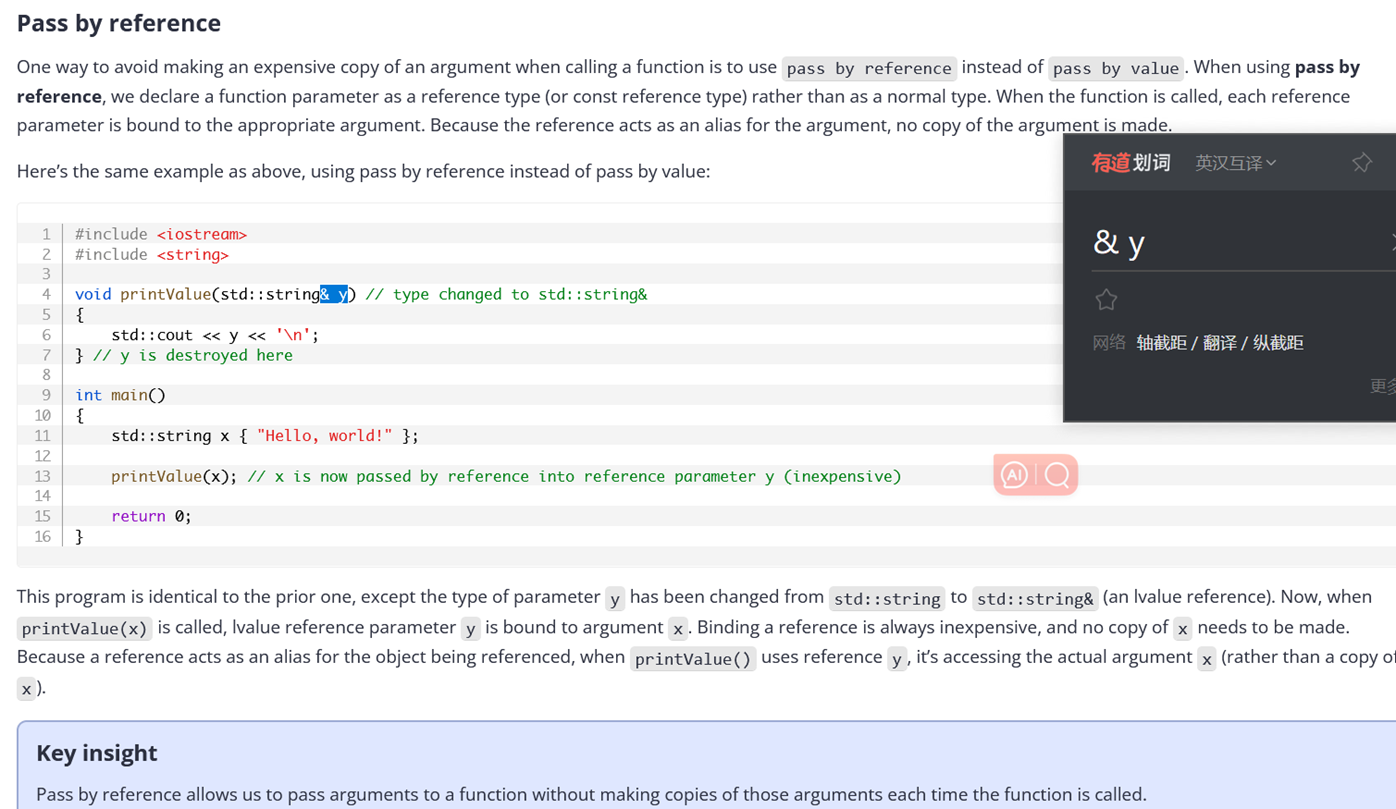 Pass by reference
One way to avoid making an expensive copy of an argument when calling a function is to use pass by reference instead of pass by value. When using pass by
reference, we declare a function parameter as a reference type (or const reference type) rather than as a normal type. When the function is called, each reference
parameter is bound to the appropriate argument. Because the reference acts as an alias for the argument, no copy of the argument is made.
Here’s the same example as above, using pass by reference instead of pass by value:
1 #include <iostream>
2 #include <string>
3
4 void printValue(std::string& y) // type changed to std::string&
5 {
6     std::cout << y << '\n';
7 } // y is destroyed here
8
9 int main()
10 {
11     std::string x { "Hello, world!" };
12
13     printValue(x); // x is now passed by reference into reference parameter y (inexpensive)
14
15     return 0;
16 }
有道划词 英汉互译
& y
网络 轴截距 / 翻译 / 纵截距
更多
AI
This program is identical to the prior one, except the type of parameter y has been changed from std::string to std::string& (an lvalue reference). Now, when
printValue(x) is called, lvalue reference parameter y is bound to argument x. Binding a reference is always inexpensive, and no copy of x needs to be made.
Because a reference acts as an alias for the object being referenced, when printValue() uses reference y, it’s accessing the actual argument x (rather than a copy of
x).
Key insight
Pass by reference allows us to pass arguments to a function without making copies of those arguments each time the function is called.